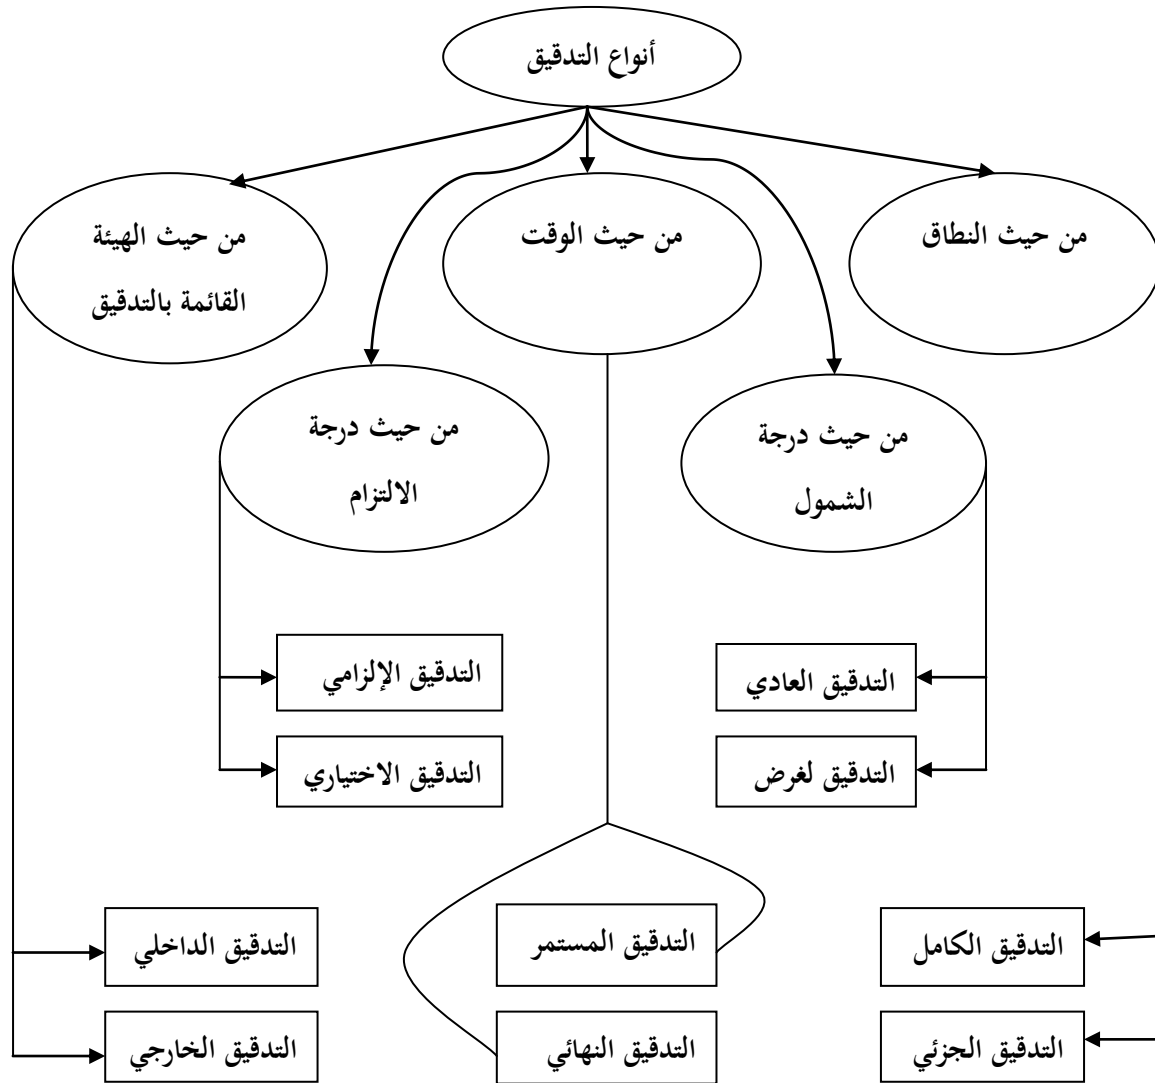 أنواع التدقيق
من حيث النطاق
من حيث الوقت
من حيث الهيئة
القائمة بالتدقيق
من حيث درجة
الشمول
من حيث درجة
الالتزام
التدقيق العادي
التدقيق الإلزامي
التدقيق لغرض
التدقيق الاختياري
التدقيق الكامل
التدقيق المستمر
التدقيق الداخلي
التدقيق الجزئي
التدقيق النهائي
التدقيق الخارجي